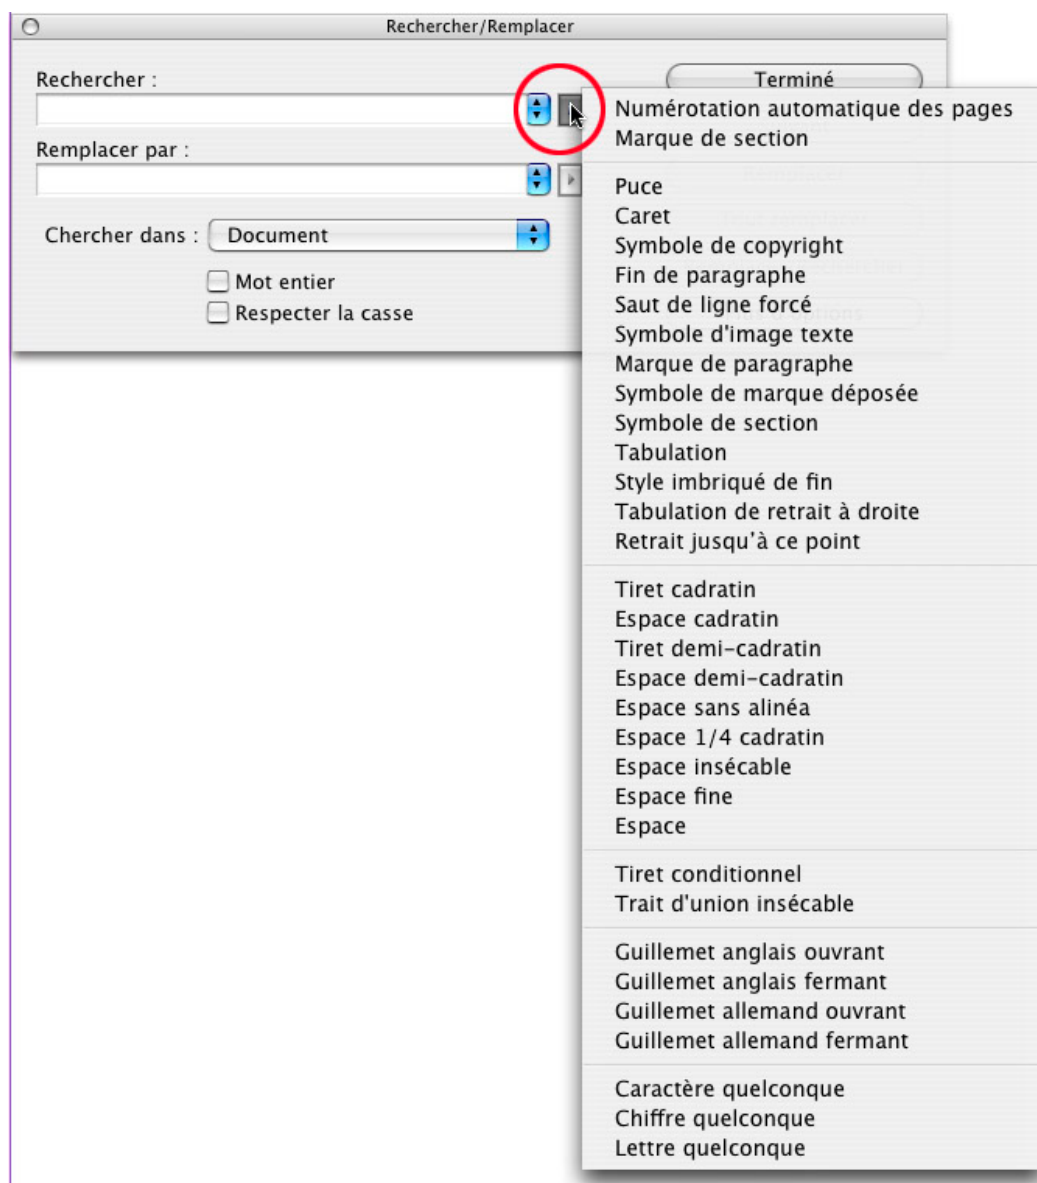 Rechercher/Remplacer
Rechercher :
Terminé
Remplacer par :
Chercher dans :
Document
Mot entier
Respecter la casse
Numérotation automatique des pages
Marque de section
Puce
Caret
Symbole de copyright
Fin de paragraphe
Saut de ligne forcé
Symbole d'image texte
Marque de paragraphe
Symbole de marque déposée
Symbole de section
Tabulation
Style imbriqué de fin
Tabulation de retrait à droite
Retrait jusqu'à ce point
Tiret cadratin
Espace cadratin
Tiret demi-cadratin
Espace demi-cadratin
Espace sans alinéa
Espace 1/4 cadratin
Espace insécable
Espace fine
Espace
Tiret conditionnel
Trait d'union insécable
Guillemet anglais ouvrant
Guillemet anglais fermant
Guillemet allemand ouvrant
Guillemet allemand fermant
Caractère quelconque
Chiffre quelconque
Lettre quelconque